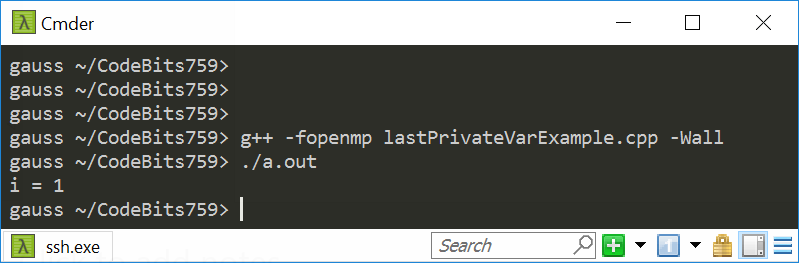 Cmder
gauss ~/CodeBits759>
gauss ~/CodeBits759>
gauss ~/CodeBits759>
gauss ~/CodeBits759> g++ -fopenmp lastPrivateVarExample.cpp -Wall
gauss ~/CodeBits759> ./a.out
i = 1
gauss ~/CodeBits759>
ssh.exe Search 1